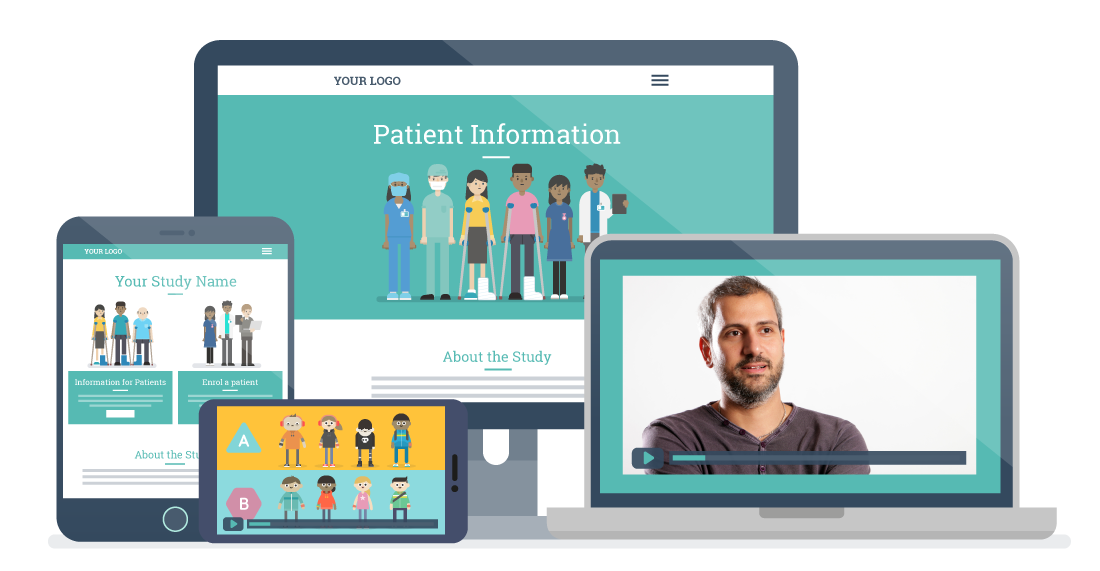 YOUR LOGO
Patient Information
About the Study
YOUR LOGO
Your Study Name
Information for Patients
Enrol a patient
About the Stu
A
B